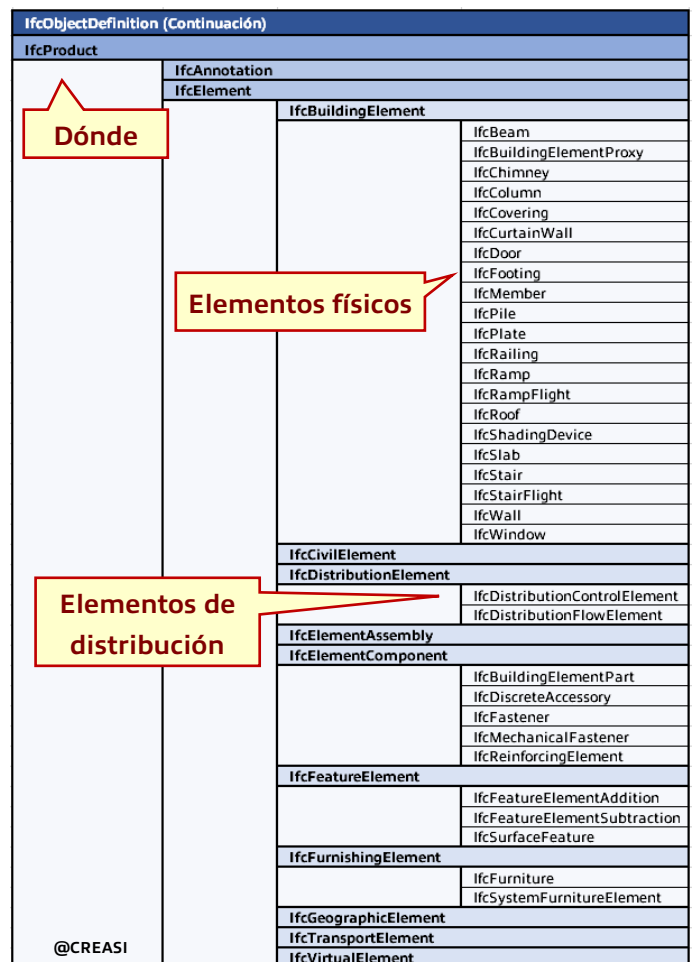 IfcObjectDefinition (Continuación)
IfcProduct
IfcAnnotation
IfcElement
Dónde
IfcBuildingElement
IfcBeam
IfcBuildingElementProxy
IfcChimney
IfcColumn
IfcCovering
IfcCurtainWall
IfcDoor
IfcFooting
Elementos físicos
IfcMember
IfcPile
IfcPlate
IfcRailing
IfcRamp
IfcRampFlight
IfcRoof
IfcShadingDevice
IfcSlab
IfcStair
IfcStairFlight
IfcWall
IfcWindow
IfcCivilElement
IfcDistributionElement
Elementos de
distribución
IfcDistributionControlElement
IfcDistributionFlowElement
IfcElementAssembly
IfcElementComponent
IfcBuildingElementPart
IfcDiscreteAccessory
IfcFastener
IfcMechanicalFastener
IfcReinforcingElement
IfcFeatureElement
IfcFeatureElementAddition
IfcFeatureElementSubtraction
IfcSurfaceFeature
IfcFurnishingElement
IfcFurniture
IfcSystemFurnitureElement
IfcGeographicElement
IfcTransportElement
IfcVirtualElement
@CREASI